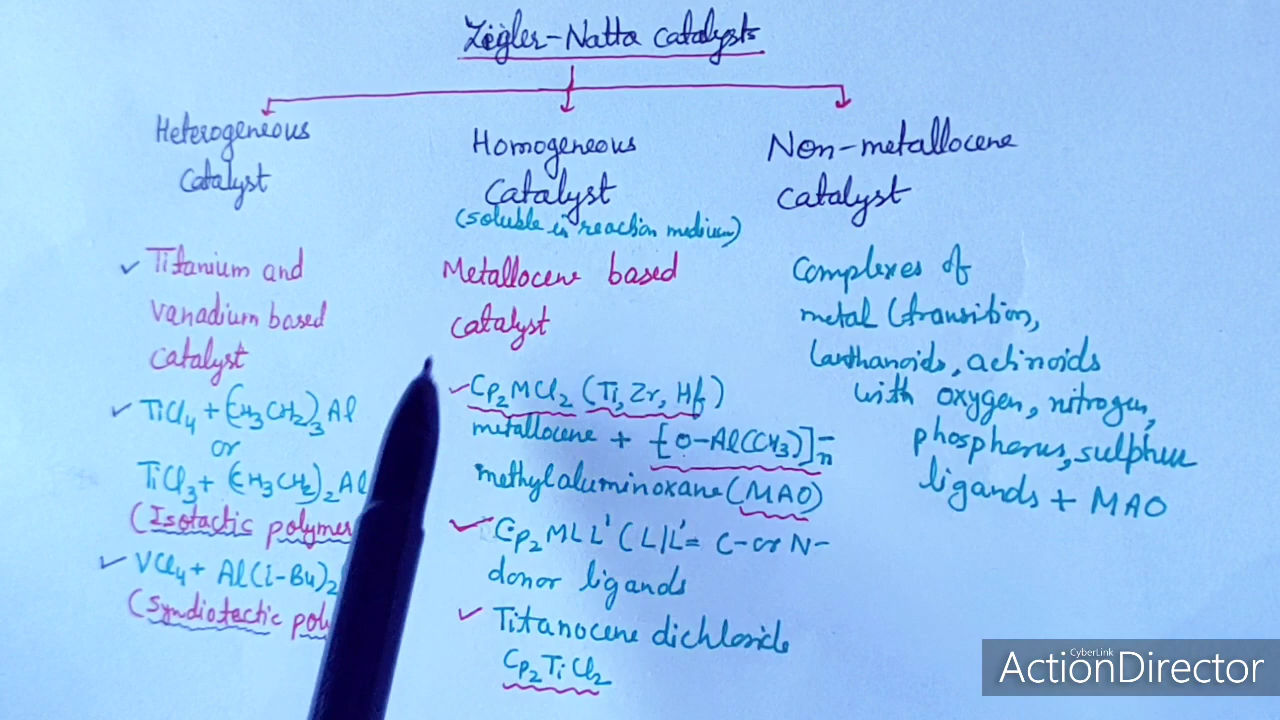 Ziegler-Natta Catalysts
Heterogeneous
Catalyst
Homogeneous
Catalyst
(Soluble in reaction medium)
Non-metallocene
catalyst
Titanium and
vanadium based
catalyst
TiCl4 + (CH3CH2)3Al
or
TiCl3 + (CH3CH2)2Al
(Isotactic polymer
VCl4 + Al(i-Bu)2
(Syndiotactic pol
Metallocene based
catalyst
Cp2MCl2 (Ti, Zr, Hf)
metallocene + [O-Al(CH3)]n-
methylaluminoxane (MAO)
Cp2MLL' (L/L' = C- or N-
donor ligands
Titanocene dichloride
Cp2TiCl2
Complexes of
metal (transition,
lanthanoids, actinoids
with oxygen, nitrogen,
phosphorus, sulphur
ligands + MAO
CyberLink
ActionDirector